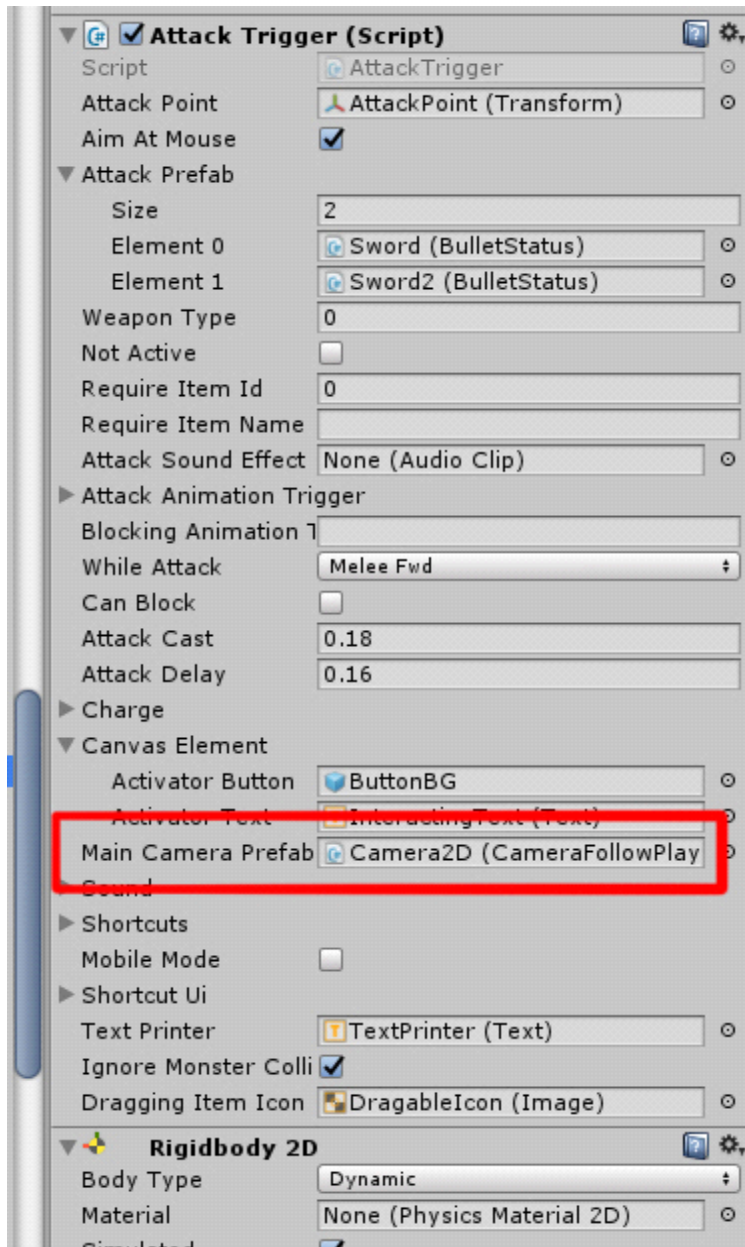 Attack Trigger (Script)
Script AttackTrigger
Attack Point AttackPoint (Transform)
Aim At Mouse
Attack Prefab
Size 2
Element 0 Sword (BulletStatus)
Element 1 Sword2 (BulletStatus)
Weapon Type 0
Not Active
Require Item Id 0
Require Item Name
Attack Sound Effect None (Audio Clip)
Attack Animation Trigger
Blocking Animation T
While Attack Melee Fwd
Can Block
Attack Cast 0.18
Attack Delay 0.16
Charge
Canvas Element
Activator Button ButtonBG
Activator Text InteractingText (Text)
Main Camera Prefab Camera2D (CameraFollowPlay
Sound
Shortcuts
Mobile Mode
Shortcut Ui
Text Printer TextPrinter (Text)
Ignore Monster Colli
Dragging Item Icon DragableIcon (Image)
Rigidbody 2D
Body Type Dynamic
Material None (Physics Material 2D)
Simulated